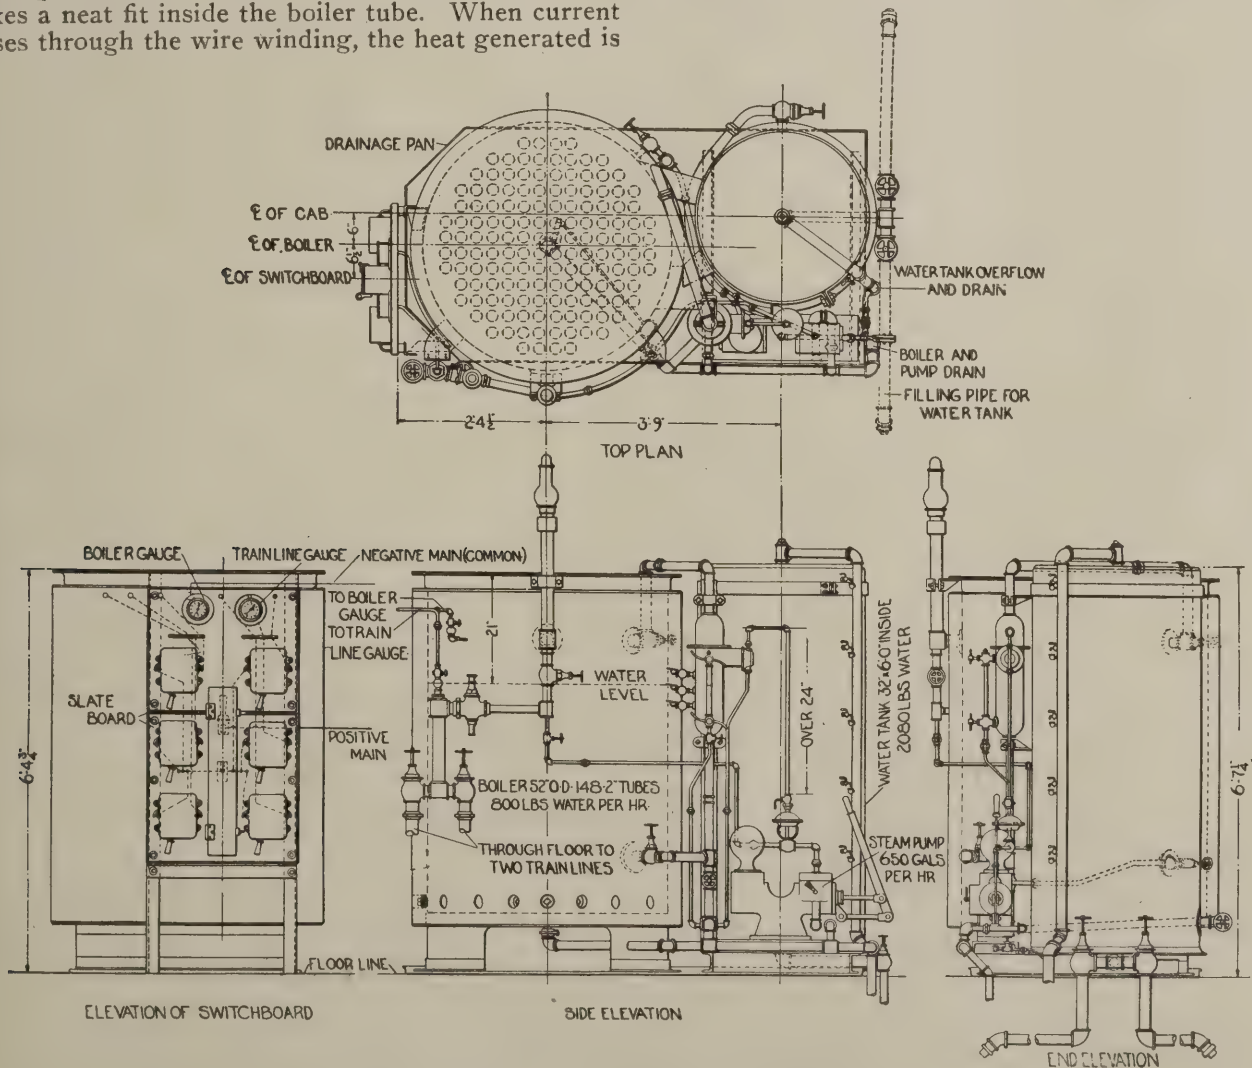 a neat fit inside the boiler tube. When current
through the wire winding, the heat generated is
DRAINAGE PAN
℄ OF CAB
℄ OF BOILER
℄ OF SWITCHBOARD
6"
WATER TANK OVERFLOW
AND DRAIN
BOILER AND
PUMP DRAIN
FILLING PIPE FOR
WATER TANK
2'4½"
3'9"
TOP PLAN
BOILER GAUGE
TRAIN LINE GAUGE
NEGATIVE MAIN (COMMON)
TO BOILER
GAUGE
TO TRAIN
LINE GAUGE
21"
WATER
LEVEL
OVER 24"
WATER TANK 32"x6'0" INSIDE
2080 LBS WATER
SLATE
BOARD
POSITIVE
MAIN
6'4¾"
BOILER 52"O.D-148-2"TUBES
800 LBS WATER PER HR.
THROUGH FLOOR TO
TWO TRAIN LINES
STEAM PUMP
650 GALS
PER HR
6'-7¼"
FLOOR LINE
ELEVATION OF SWITCHBOARD
SIDE ELEVATION
END ELEVATION